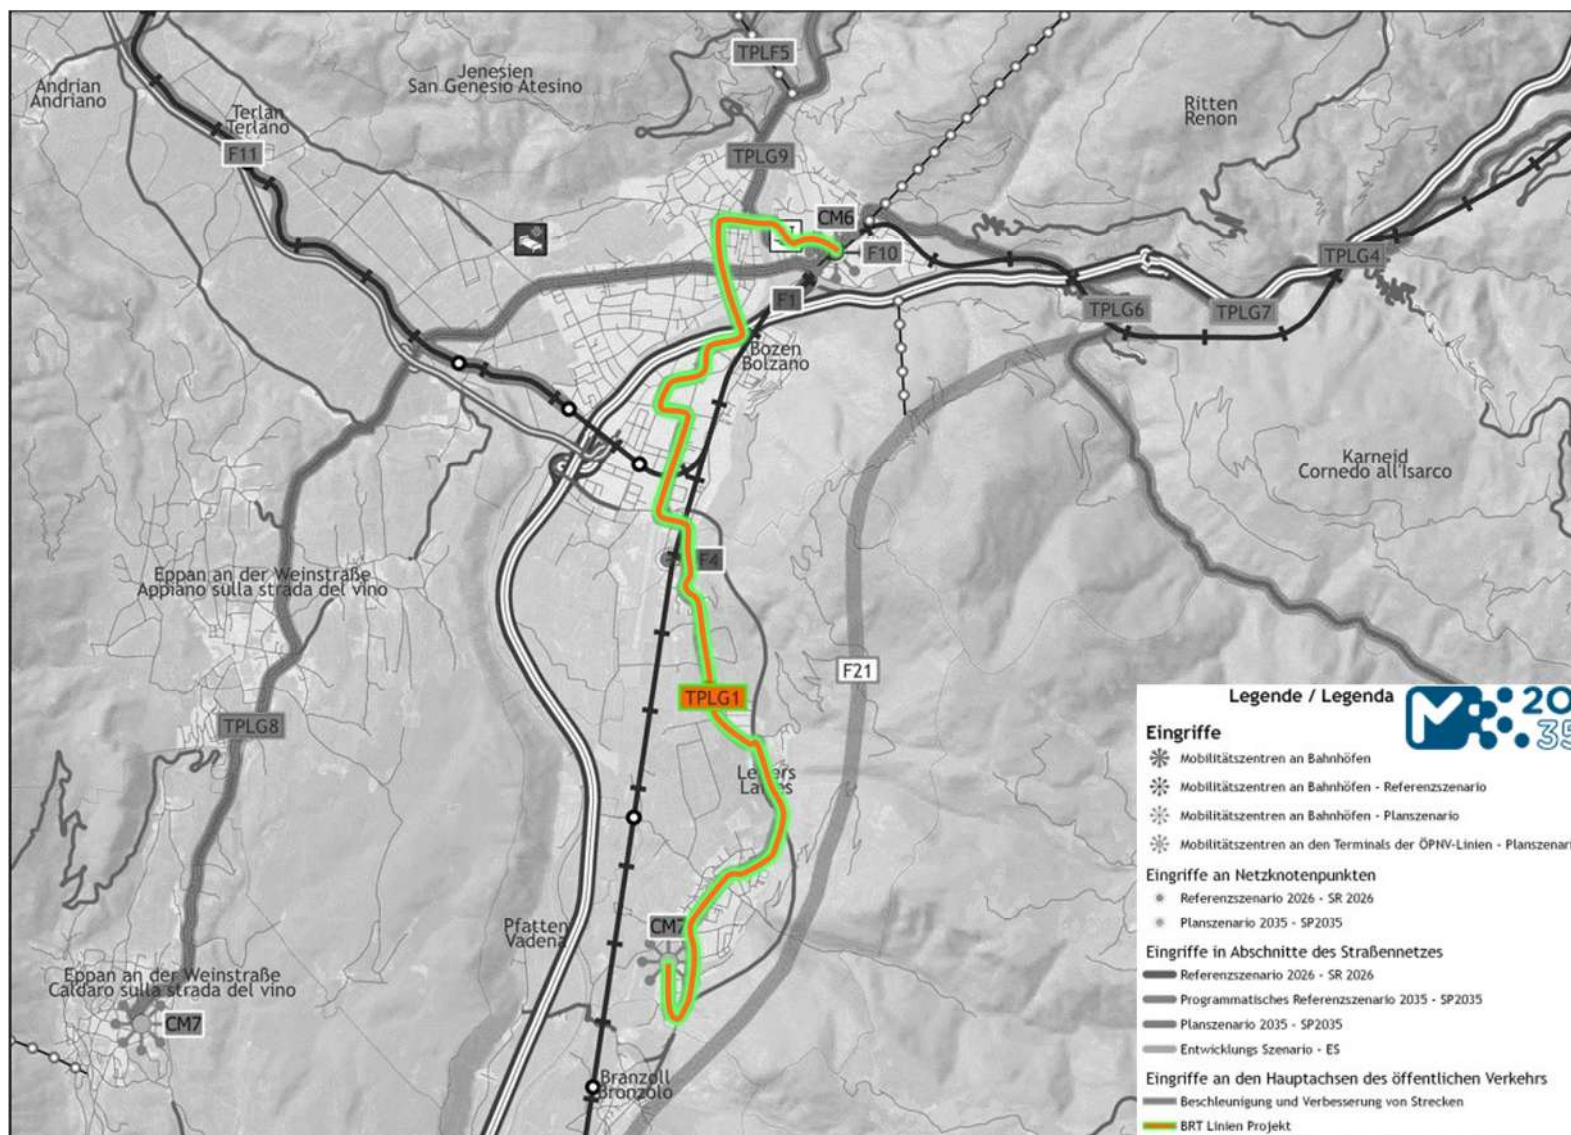 TPLF5
Jenesien
San Genesio Atesino
Andrian
Andriano
Terlan
Terlano
Ritten
Renon
F11
TPLG9
CM6
F10
TPLG4
F1
TPLG6
TPLG7
Bozen
Bolzano
Karneid
Cornedo all'Isarco
F4
Eppan an der Weinstraße
Appiano sulla strada del vino
F21
TPLG1
TPLG8
Leifers
Laives
Pfatten
Vadena
CM7
Eppan an der Weinstraße
Caldaro sulla strada del vino
CM7
Branzoll
Bronzolo
Legende / Legenda
20
35
Eingriffe
Mobilitätszentren an Bahnhöfen
Mobilitätszentren an Bahnhöfen - Referenzszenario
Mobilitätszentren an Bahnhöfen - Planszenario
Mobilitätszentren an den Terminals der ÖPNV-Linien - Planszenari
Eingriffe an Netzknotenpunkten
Referenzszenario 2026 - SR 2026
Planszenario 2035 - SP2035
Eingriffe in Abschnitte des Straßennetzes
Referenzszenario 2026 - SR 2026
Programmatisches Referenzszenario 2035 - SP2035
Planszenario 2035 - SP2035
Entwicklungs Szenario - ES
Eingriffe an den Hauptachsen des öffentlichen Verkehrs
Beschleunigung und Verbesserung von Strecken
BRT Linien Projekt